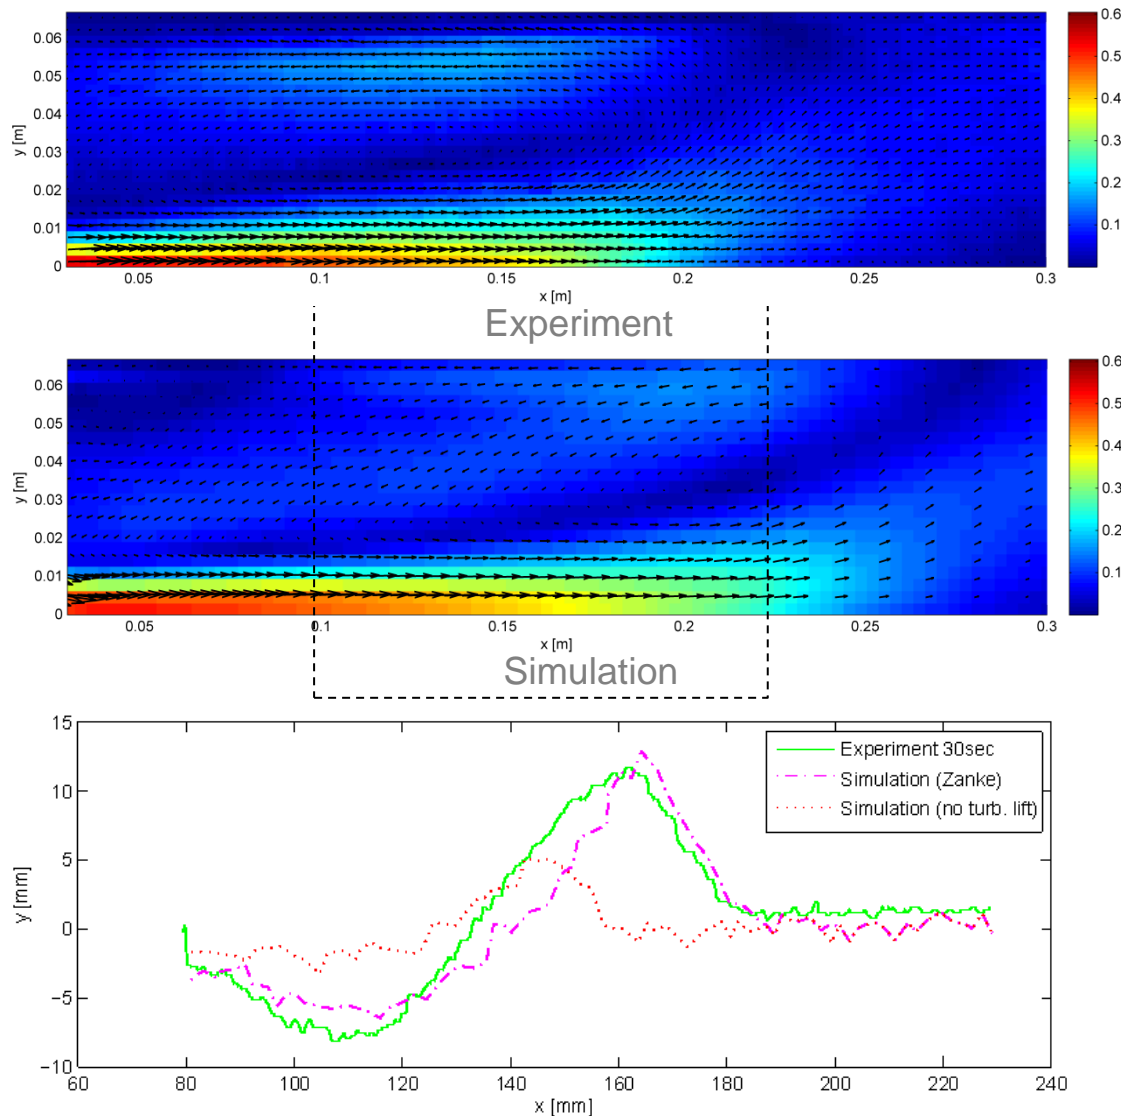 0.06
0.05
0.04
0.03
0.02
0.01
0
y [m]
0.05 0.1 0.15 0.2 0.25 0.3
x [m]
0.6
0.5
0.4
0.3
0.2
0.1
Experiment
0.06
0.05
0.04
0.03
0.02
0.01
0
y [m]
0.05 0.1 0.15 0.2 0.25 0.3
x [m]
0.6
0.5
0.4
0.3
0.2
0.1
Simulation
15
10
5
0
−5
−10
y [mm]
Experiment 30sec
Simulation (Zanke)
Simulation (no turb. lift)
60 80 100 120 140 160 180 200 220 240
x [mm]